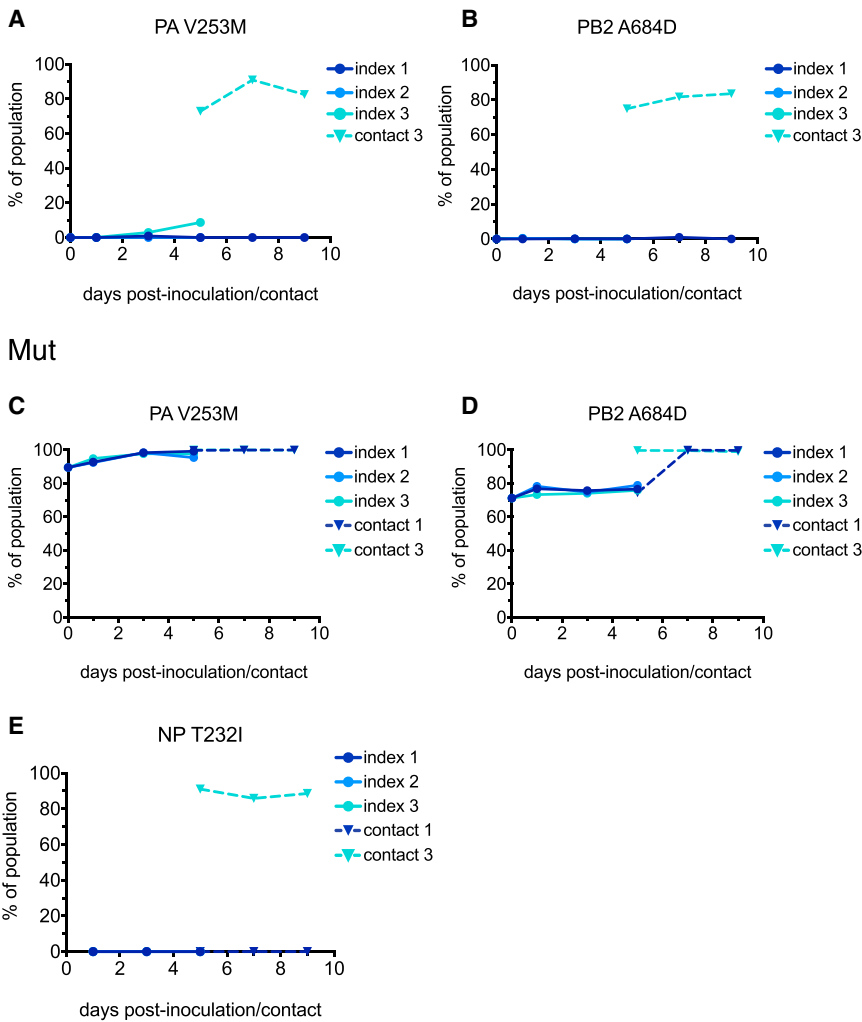 A
PA V253M
% of population
100
80
60
40
20
0
0 2 4 6 8 10
days post-inoculation/contact
index 1
index 2
index 3
contact 3
B
PB2 A684D
% of population
100
80
60
40
20
0
0 2 4 6 8 10
days post-inoculation/contact
index 1
index 2
index 3
contact 3
Mut
C
PA V253M
% of population
100
80
60
40
20
0
0 2 4 6 8 10
days post-inoculation/contact
index 1
index 2
index 3
contact 1
contact 3
D
PB2 A684D
% of population
100
80
60
40
20
0
0 2 4 6 8 10
days post-inoculation/contact
index 1
index 2
index 3
contact 1
contact 3
E
NP T232I
% of population
100
80
60
40
20
0
0 2 4 6 8 10
days post-inoculation/contact
index 1
index 2
index 3
contact 1
contact 3